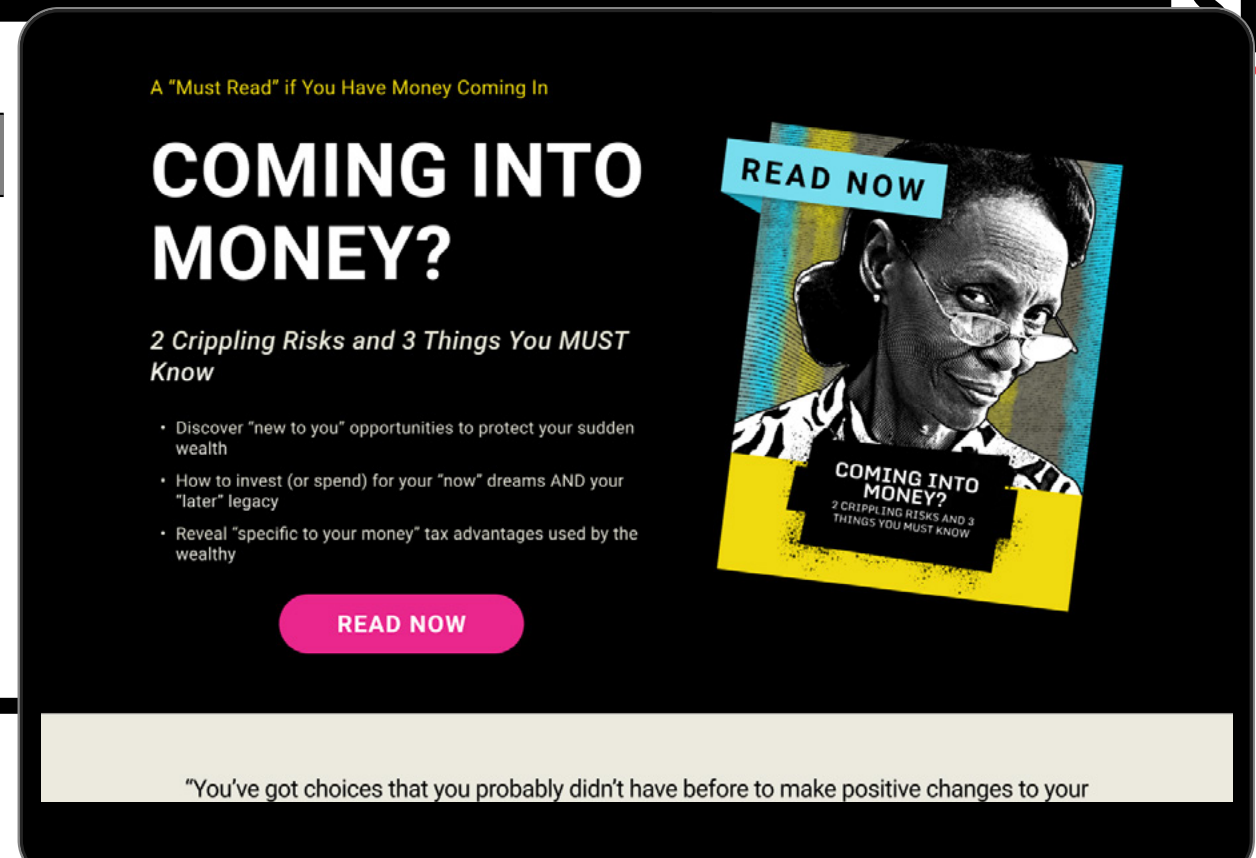 A “Must Read” if You Have Money Coming In
COMING INTO
MONEY?
2 Crippling Risks and 3 Things You MUST
Know
• Discover “new to you” opportunities to protect your sudden
wealth
• How to invest (or spend) for your “now” dreams AND your
“later” legacy
• Reveal “specific to your money” tax advantages used by the
wealthy
READ NOW
READ NOW
COMING INTO
MONEY?
2 CRIPPLING RISKS AND 3
THINGS YOU MUST KNOW
“You’ve got choices that you probably didn’t have before to make positive changes to your